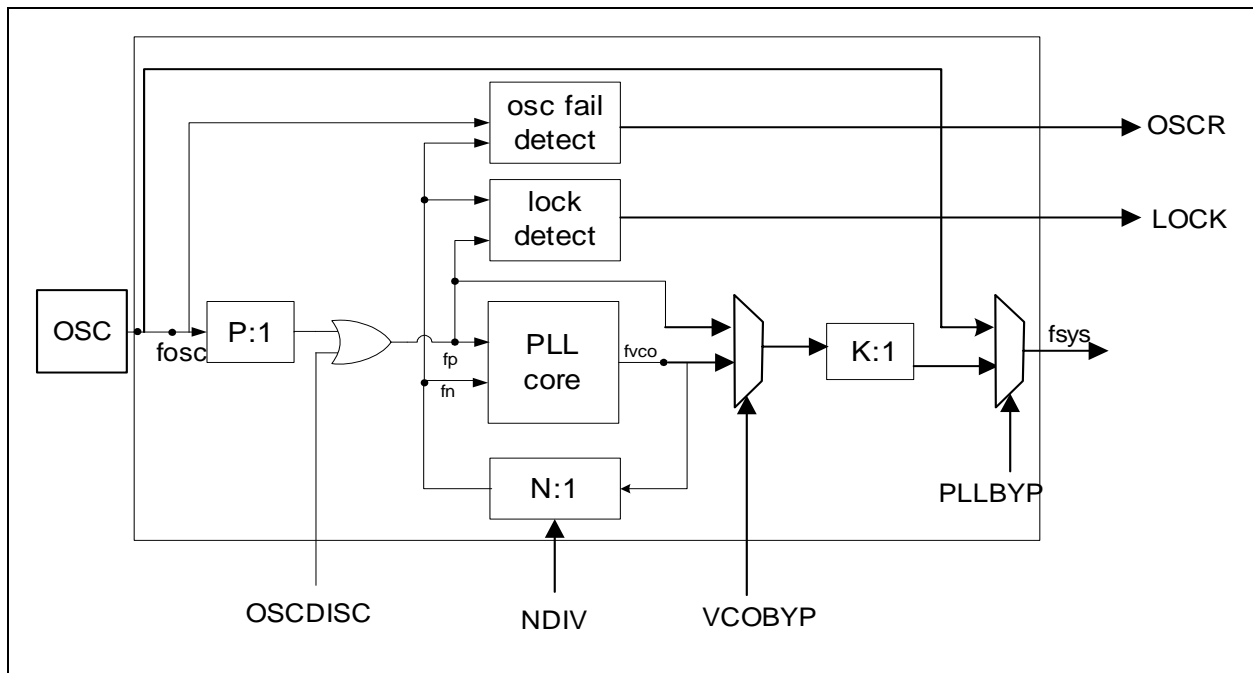 osc fail
detect
OSCR
lock
detect
LOCK
OSC
fosc
P:1
fp
fn
PLL
core
fvco
K:1
fsys
N:1
PLLBYP
OSCDISC
NDIV
VCOBYP